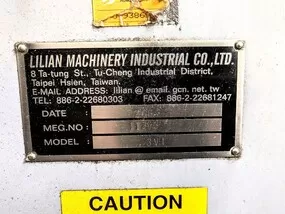 LILIAN MACHINERY INDUSTRIAL CO.,LTD.
8 Ta-tung St., Tu-Cheng Industrial District,
Taipei Hsien, Taiwan.
E-MAIL ADDRESS: lilian @ email. gcn. net. tw
TEL: 886-2-22680303 FAX: 886-2-22681247
DATE
MEG.NO
MODEL
CAUTION